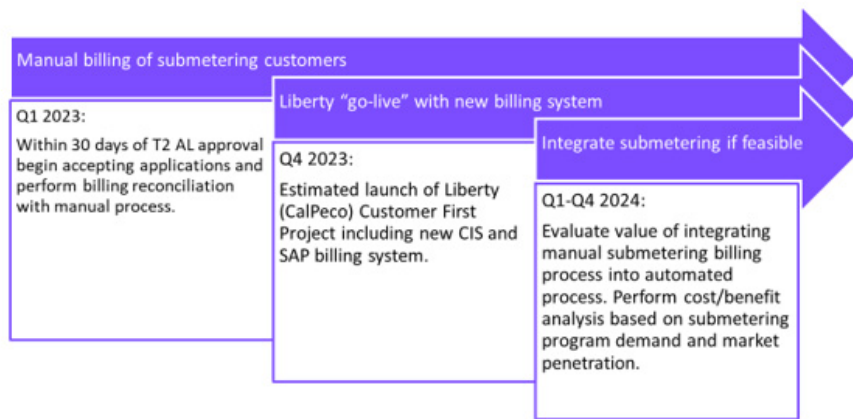 Manual billing of submetering customers
Q1 2023:
Within 30 days of T2 AL approval
begin accepting applications and
perform billing reconciliation
with manual process.
Liberty “go-live” with new billing system
Q4 2023:
Estimated launch of Liberty
(CalPeco) Customer First
Project including new CIS and
SAP billing system.
Integrate submetering if feasible
Q1-Q4 2024:
Evaluate value of integrating
manual submetering billing
process into automated
process. Perform cost/benefit
analysis based on submetering
program demand and market
penetration.